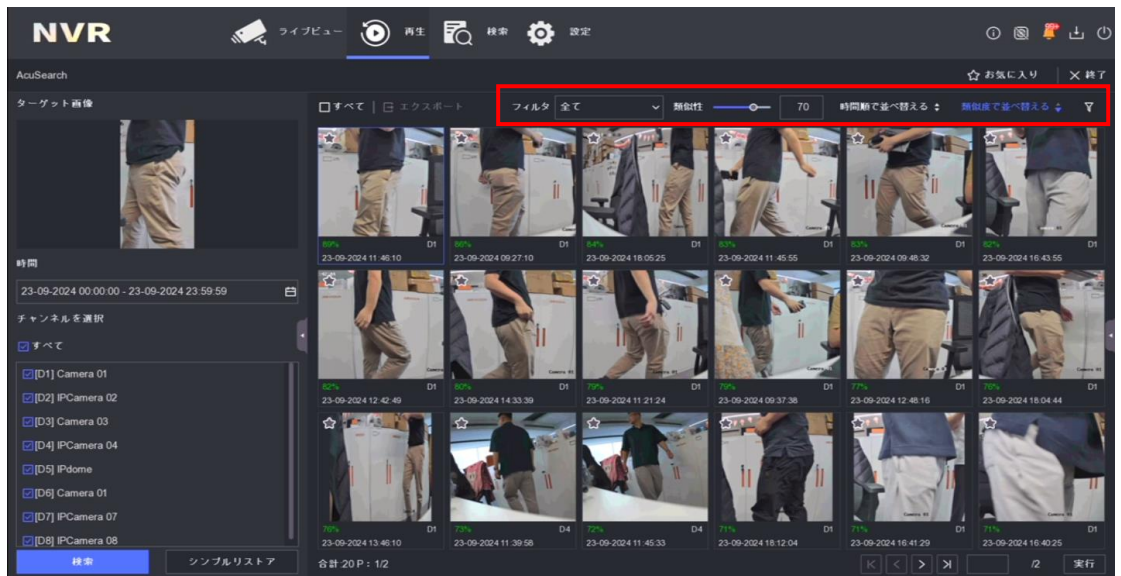 NVR ライブビュー 再生 検索 設定
AcuSearch お気に入り 終了
ターゲット画像
すべて エクスポート フィルタ 全て 類似性 70 時間順で並べ替える 類似度で並べ替える
89% D1 86% D1 84% D1 83% D1 83% D1 82% D1
23-09-2024 11:46:10 23-09-2024 09:27:10 23-09-2024 18:05:25 23-09-2024 11:45:55 23-09-2024 09:48:32 23-09-2024 16:43:55
時間
23-09-2024 00:00:00 - 23-09-2024 23:59:59
チャンネルを選択
すべて
[D1] Camera 01
[D2] IPCamera 02
[D3] Camera 03
[D4] IPCamera 04
[D5] IPdome
[D6] Camera 01
[D7] IPCamera 07
[D8] IPCamera 08
82% D1 80% D1 79% D1 79% D1 77% D1 76% D1
23-09-2024 12:42:49 23-09-2024 14:33:39 23-09-2024 11:21:24 23-09-2024 09:37:38 23-09-2024 12:48:16 23-09-2024 18:04:44
76% D1 73% D4 72% D4 71% D1 71% D1 71% D1
23-09-2024 13:46:10 23-09-2024 11:39:58 23-09-2024 11:45:33 23-09-2024 18:12:04 23-09-2024 16:41:29 23-09-2024 16:40:25
検索 シンプルリストア 合計:20 P：1/2 /2 実行